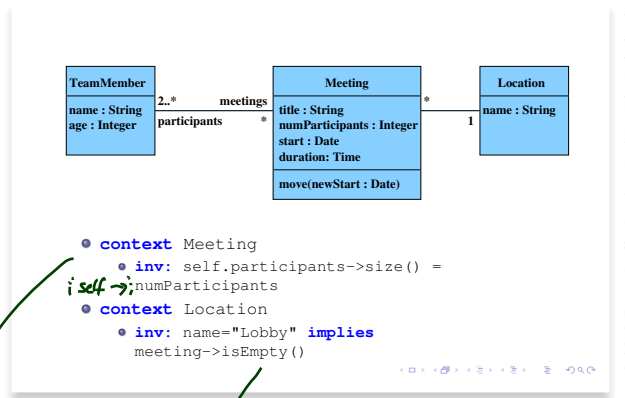 TeamMember
name : String
age : Integer
2..* meetings
participants *
Meeting
title : String
numParticipants : Integer
start : Date
duration: Time
move(newStart : Date)
* 
1
Location
name : String
context Meeting
inv: self.participants->size() =
numParticipants
context Location
inv: name="Lobby" implies
meeting->isEmpty()